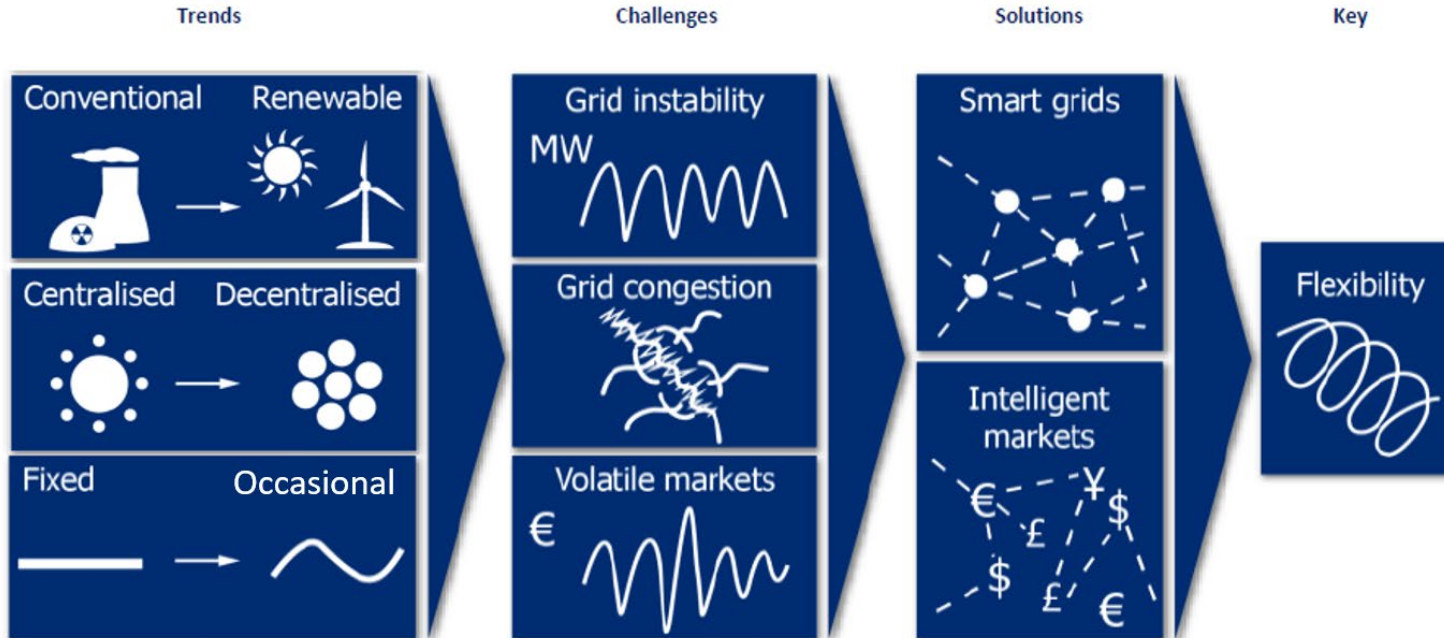 Trends
Challenges
Solutions
Key
Conventional
Renewable
Centralised
Decentralised
Fixed
Occasional
Grid instability
MW
Grid congestion
Volatile markets
€
Smart grids
Intelligent
markets
€
¥
$
£
$
£
€
Flexibility